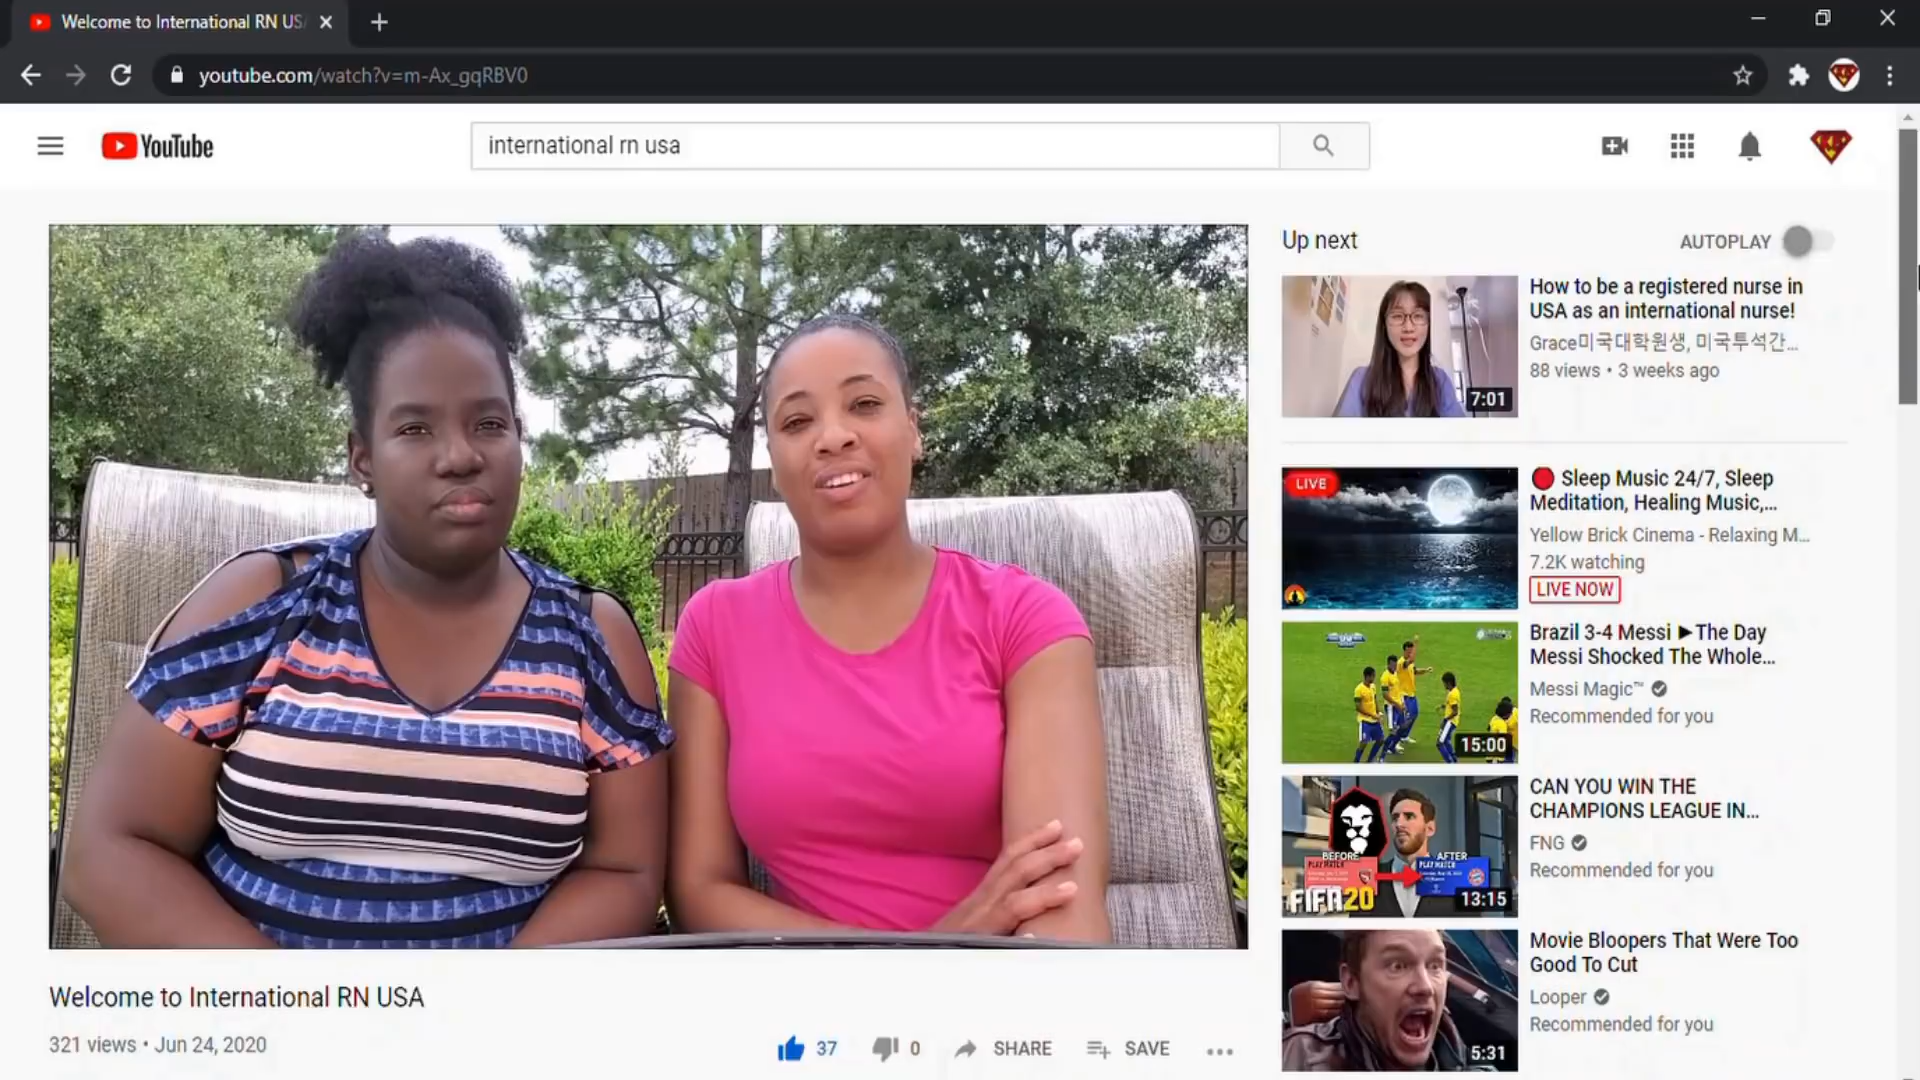 Welcome to International RN US
youtube.com/watch?v=m-Ax_gqRBV0
YouTube
international rn usa
Up next
AUTOPLAY
How to be a registered nurse in
USA as an international nurse!
Grace미국대학원생, 미국투석간...
88 views • 3 weeks ago
7:01
LIVE
Sleep Music 24/7, Sleep
Meditation, Healing Music,...
Yellow Brick Cinema - Relaxing M...
7.2K watching
LIVE NOW
Brazil 3-4 Messi ►The Day
Messi Shocked The Whole...
Messi Magic™
Recommended for you
15:00
CAN YOU WIN THE
CHAMPIONS LEAGUE IN...
FNG
Recommended for you
BEFORE
AFTER
PLAY MATCH
PLAY MATCH
FIFA20
13:15
Movie Bloopers That Were Too
Good To Cut
Looper
Recommended for you
5:31
Welcome to International RN USA
321 views • Jun 24, 2020
37
0
SHARE
SAVE